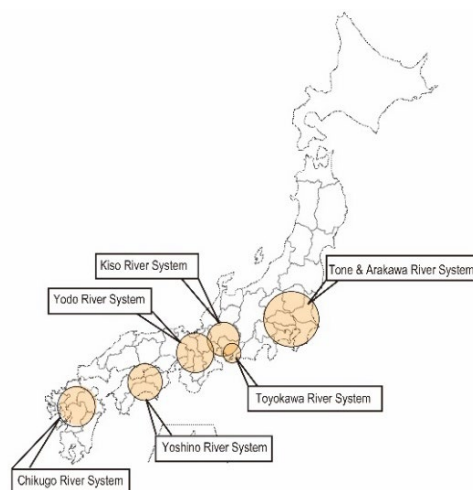 Kiso River System
Tone & Arakawa River System
Yodo River System
Toyokawa River System
Yoshino River System
Chikugo River System